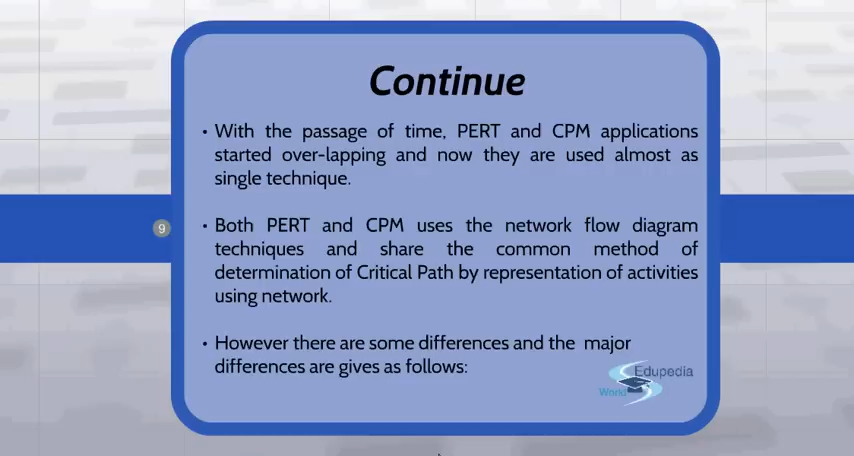 Continue
• With the passage of time, PERT and CPM applications
started over-lapping and now they are used almost as
single technique.
9
• Both PERT and CPM uses the network flow diagram
techniques and share the common method of
determination of Critical Path by representation of activities
using network.
• However there are some differences and the major
differences are gives as follows:
Edupedia
World